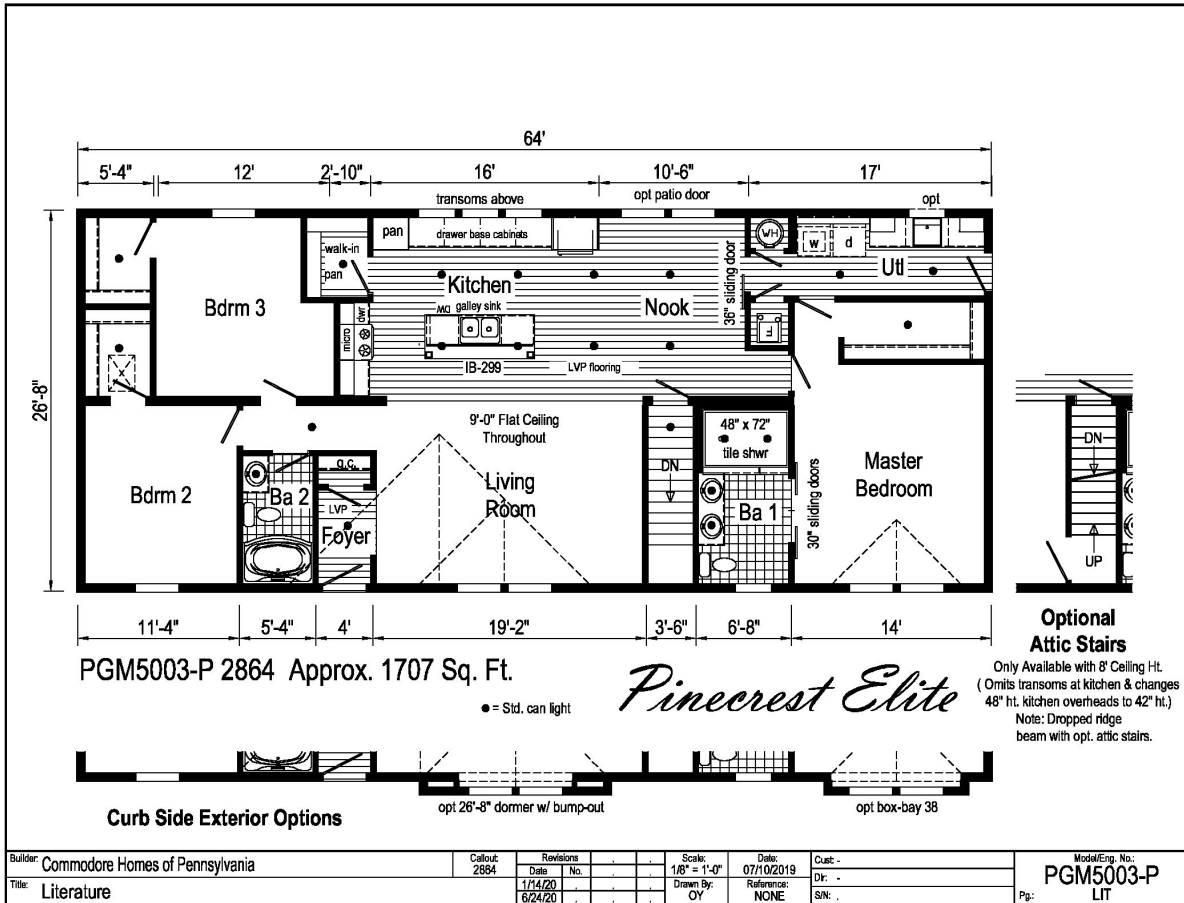 64'
5'-4" 12' 2'-10" 16' 10'-6" 17'
transoms above opt patio door opt
26'-8"
pan drawer base cabinets WH w d
walk-in
pan
Utl
Kitchen
Bdrm 3
galley sink
DW
Nook
36" sliding door
dwr
micro
F
IB-299 LVP flooring
9'-0" Flat Ceiling
Throughout
48" x 72"
tile shwr
DN
Master
Bedroom
Living
Room
g.c.
Bdrm 2
Ba 2
LVP
Foyer
Ba 1
30" sliding doors
DN
UP
11'-4" 5'-4" 4' 19'-2" 3'-6" 6'-8" 14'
Optional
Attic Stairs
Only Available with 8' Ceiling Ht.
( Omits transoms at kitchen & changes
48" ht. kitchen overheads to 42" ht.)
Note: Dropped ridge
beam with opt. attic stairs.
PGM5003-P 2864 Approx. 1707 Sq. Ft.
= Std. can light
Pinecrest Elite
opt 26'-8" dormer w/ bump-out opt box-bay 38
Curb Side Exterior Options
Builder: Commodore Homes of Pennsylvania
Title: Literature
Callout:
2864
Revisions
Date No.
1/14/20
6/24/20
Scale:
1/8" = 1'-0"
Drawn By:
OY
Date:
07/10/2019
Reference:
NONE
Cust: -
Dlr: -
S/N: .
Model/Eng. No.:
PGM5003-P
Pg.: LIT